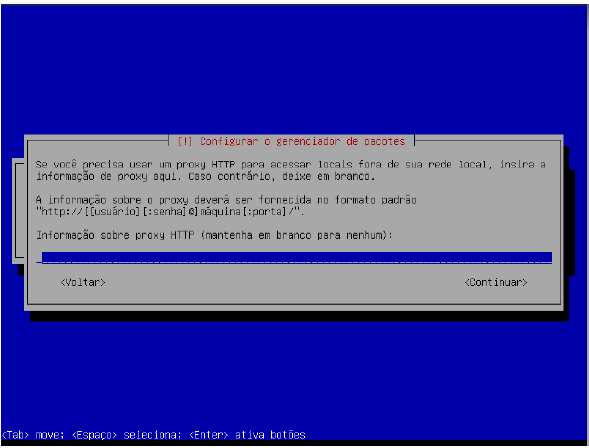 [!] Configurar o gerenciador de pacotes
Se você precisa usar um proxy HTTP para acessar locais fora de sua rede local, insira a
informação de proxy aqui. Caso contrário, deixe em branco.
A informação sobre o proxy deverá ser fornecida no formato padrão
"http://[[usuário][:senha]@]máquina[:porta]/".
Informação sobre proxy HTTP (mantenha em branco para nenhum):
<Voltar> <Continuar>
<Tab> move; <Espaço> seleciona; <Enter> ativa botões